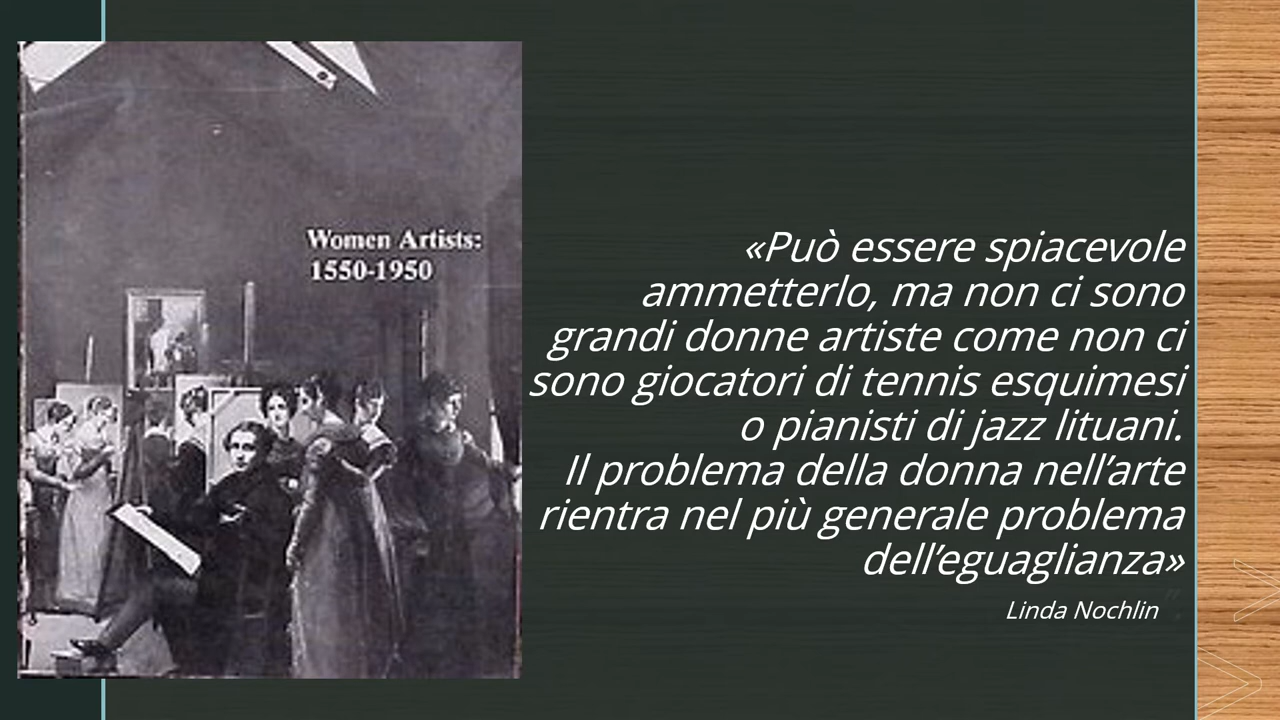 Women Artists:
1550-1950
«Può essere spiacevole
ammetterlo, ma non ci sono
grandi donne artiste come non ci
sono giocatori di tennis esquimesi
o pianisti di jazz lituani.
Il problema della donna nell’arte
rientra nel più generale problema
dell’eguaglianza»
Linda Nochlin ”.